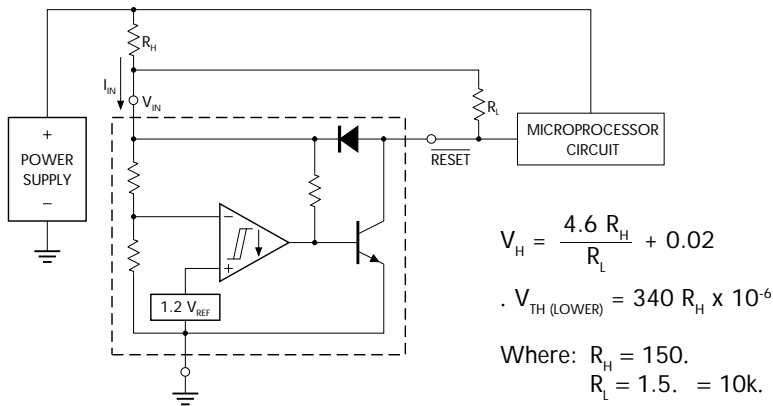 R_H
I_IN
V_IN
R_L
+
POWER
SUPPLY
−
RESET
MICROPROCESSOR
CIRCUIT
−
+
1.2 V_REF
V_H = 4.6 R_H / R_L + 0.02
. V_TH (LOWER) = 340 R_H x 10^-6
Where: R_H = 150.
R_L = 1.5. = 10k.